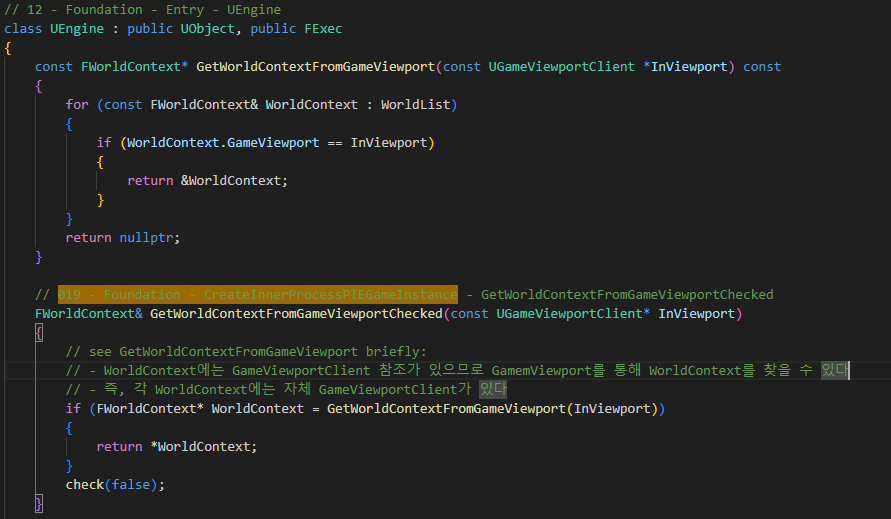 // 12 - Foundation - Entry - UEngine
class UEngine : public UObject, public FExec
{
    const FWorldContext* GetWorldContextFromGameViewport(const UGameViewportClient *InViewport) const
    {
        for (const FWorldContext& WorldContext : WorldList)
        {
            if (WorldContext.GameViewport == InViewport)
            {
                return &WorldContext;
            }
        }
        return nullptr;
    }
    // 019 - Foundation - CreateInnerProcessPIEGameInstance - GetWorldContextFromGameViewportChecked
    FWorldContext& GetWorldContextFromGameViewportChecked(const UGameViewportClient* InViewport)
    {
        // see GetWorldContextFromGameViewport briefly:
        // - WorldContext에는 GameViewportClient 참조가 있으므로 GamemViewport를 통해 WorldContext를 찾을 수 있다
        // - 즉, 각 WorldContext에는 자체 GameViewportClient가 있다
        if (FWorldContext* WorldContext = GetWorldContextFromGameViewport(InViewport))
        {
            return *WorldContext;
        }
        check(false);
    }